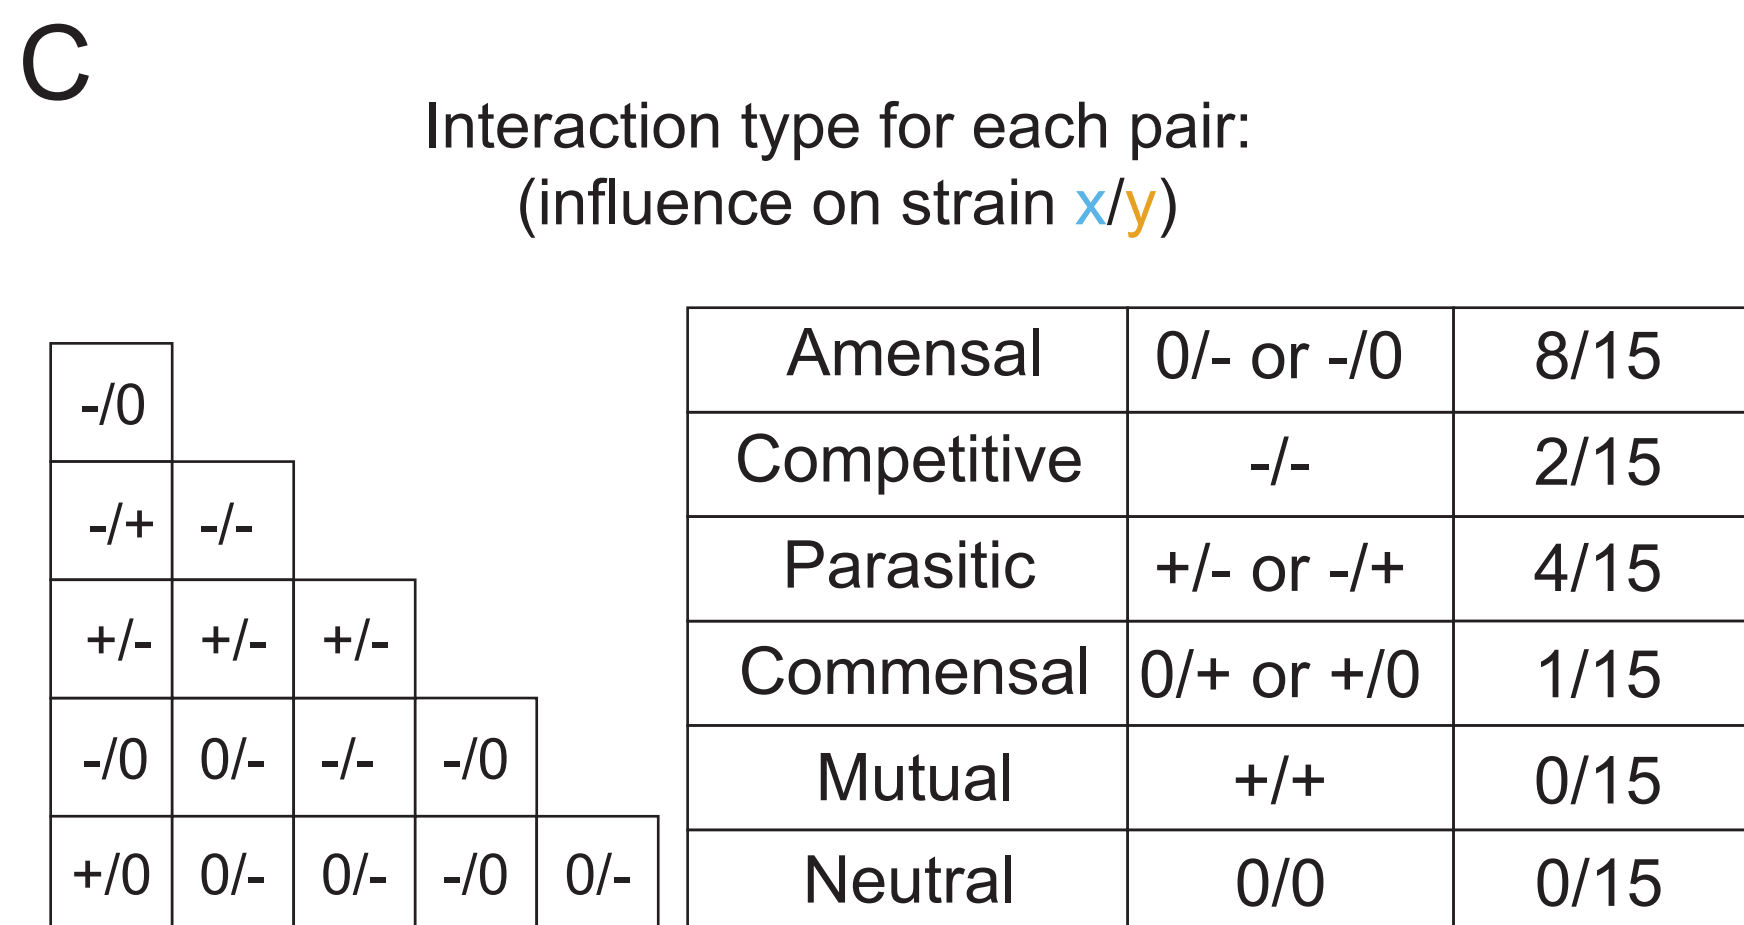 C
Interaction type for each pair:
(influence on strain x/y)
-/0
-/+ -/-
+/- +/- +/-
-/0 0/- -/- -/0
+/0 0/- 0/- -/0 0/-
Amensal 0/- or -/0 8/15
Competitive -/- 2/15
Parasitic +/- or -/+ 4/15
Commensal 0/+ or +/0 1/15
Mutual +/+ 0/15
Neutral 0/0 0/15